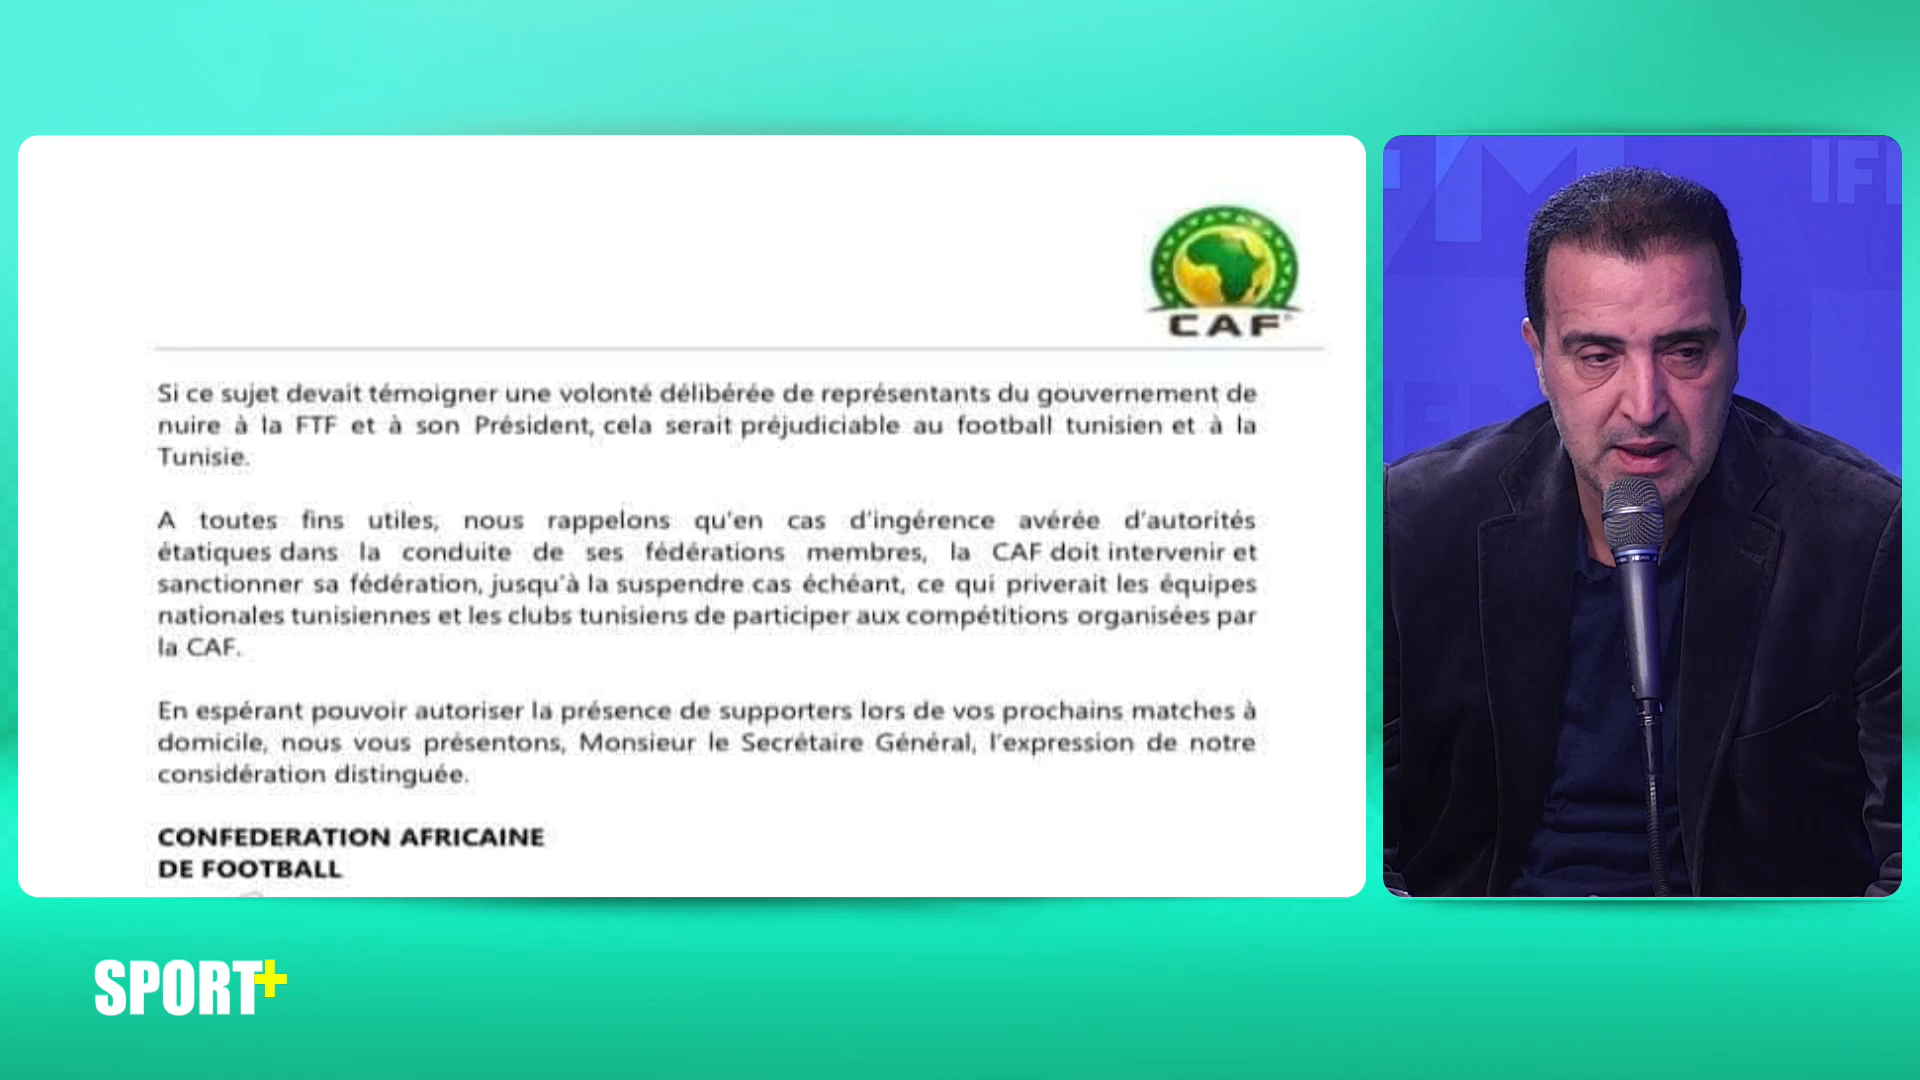 CAF
Si ce sujet devait témoigner une volonté délibérée de représentants du gouvernement de
nuire à la FTF et à son Président, cela serait préjudiciable au football tunisien et à la
Tunisie.
A toutes fins utiles, nous rappelons qu'en cas d'ingérence avérée d'autorités
étatiques dans la conduite de ses fédérations membres, la CAF doit intervenir et
sanctionner sa fédération, jusqu'à la suspendre cas échéant, ce qui priverait les équipes
nationales tunisiennes et les clubs tunisiens de participer aux compétitions organisées par
la CAF.
En espérant pouvoir autoriser la présence de supporters lors de vos prochains matches à
domicile, nous vous présentons, Monsieur le Secrétaire Général, l'expression de notre
considération distinguée.
CONFEDERATION AFRICAINE
DE FOOTBALL
SPORT+